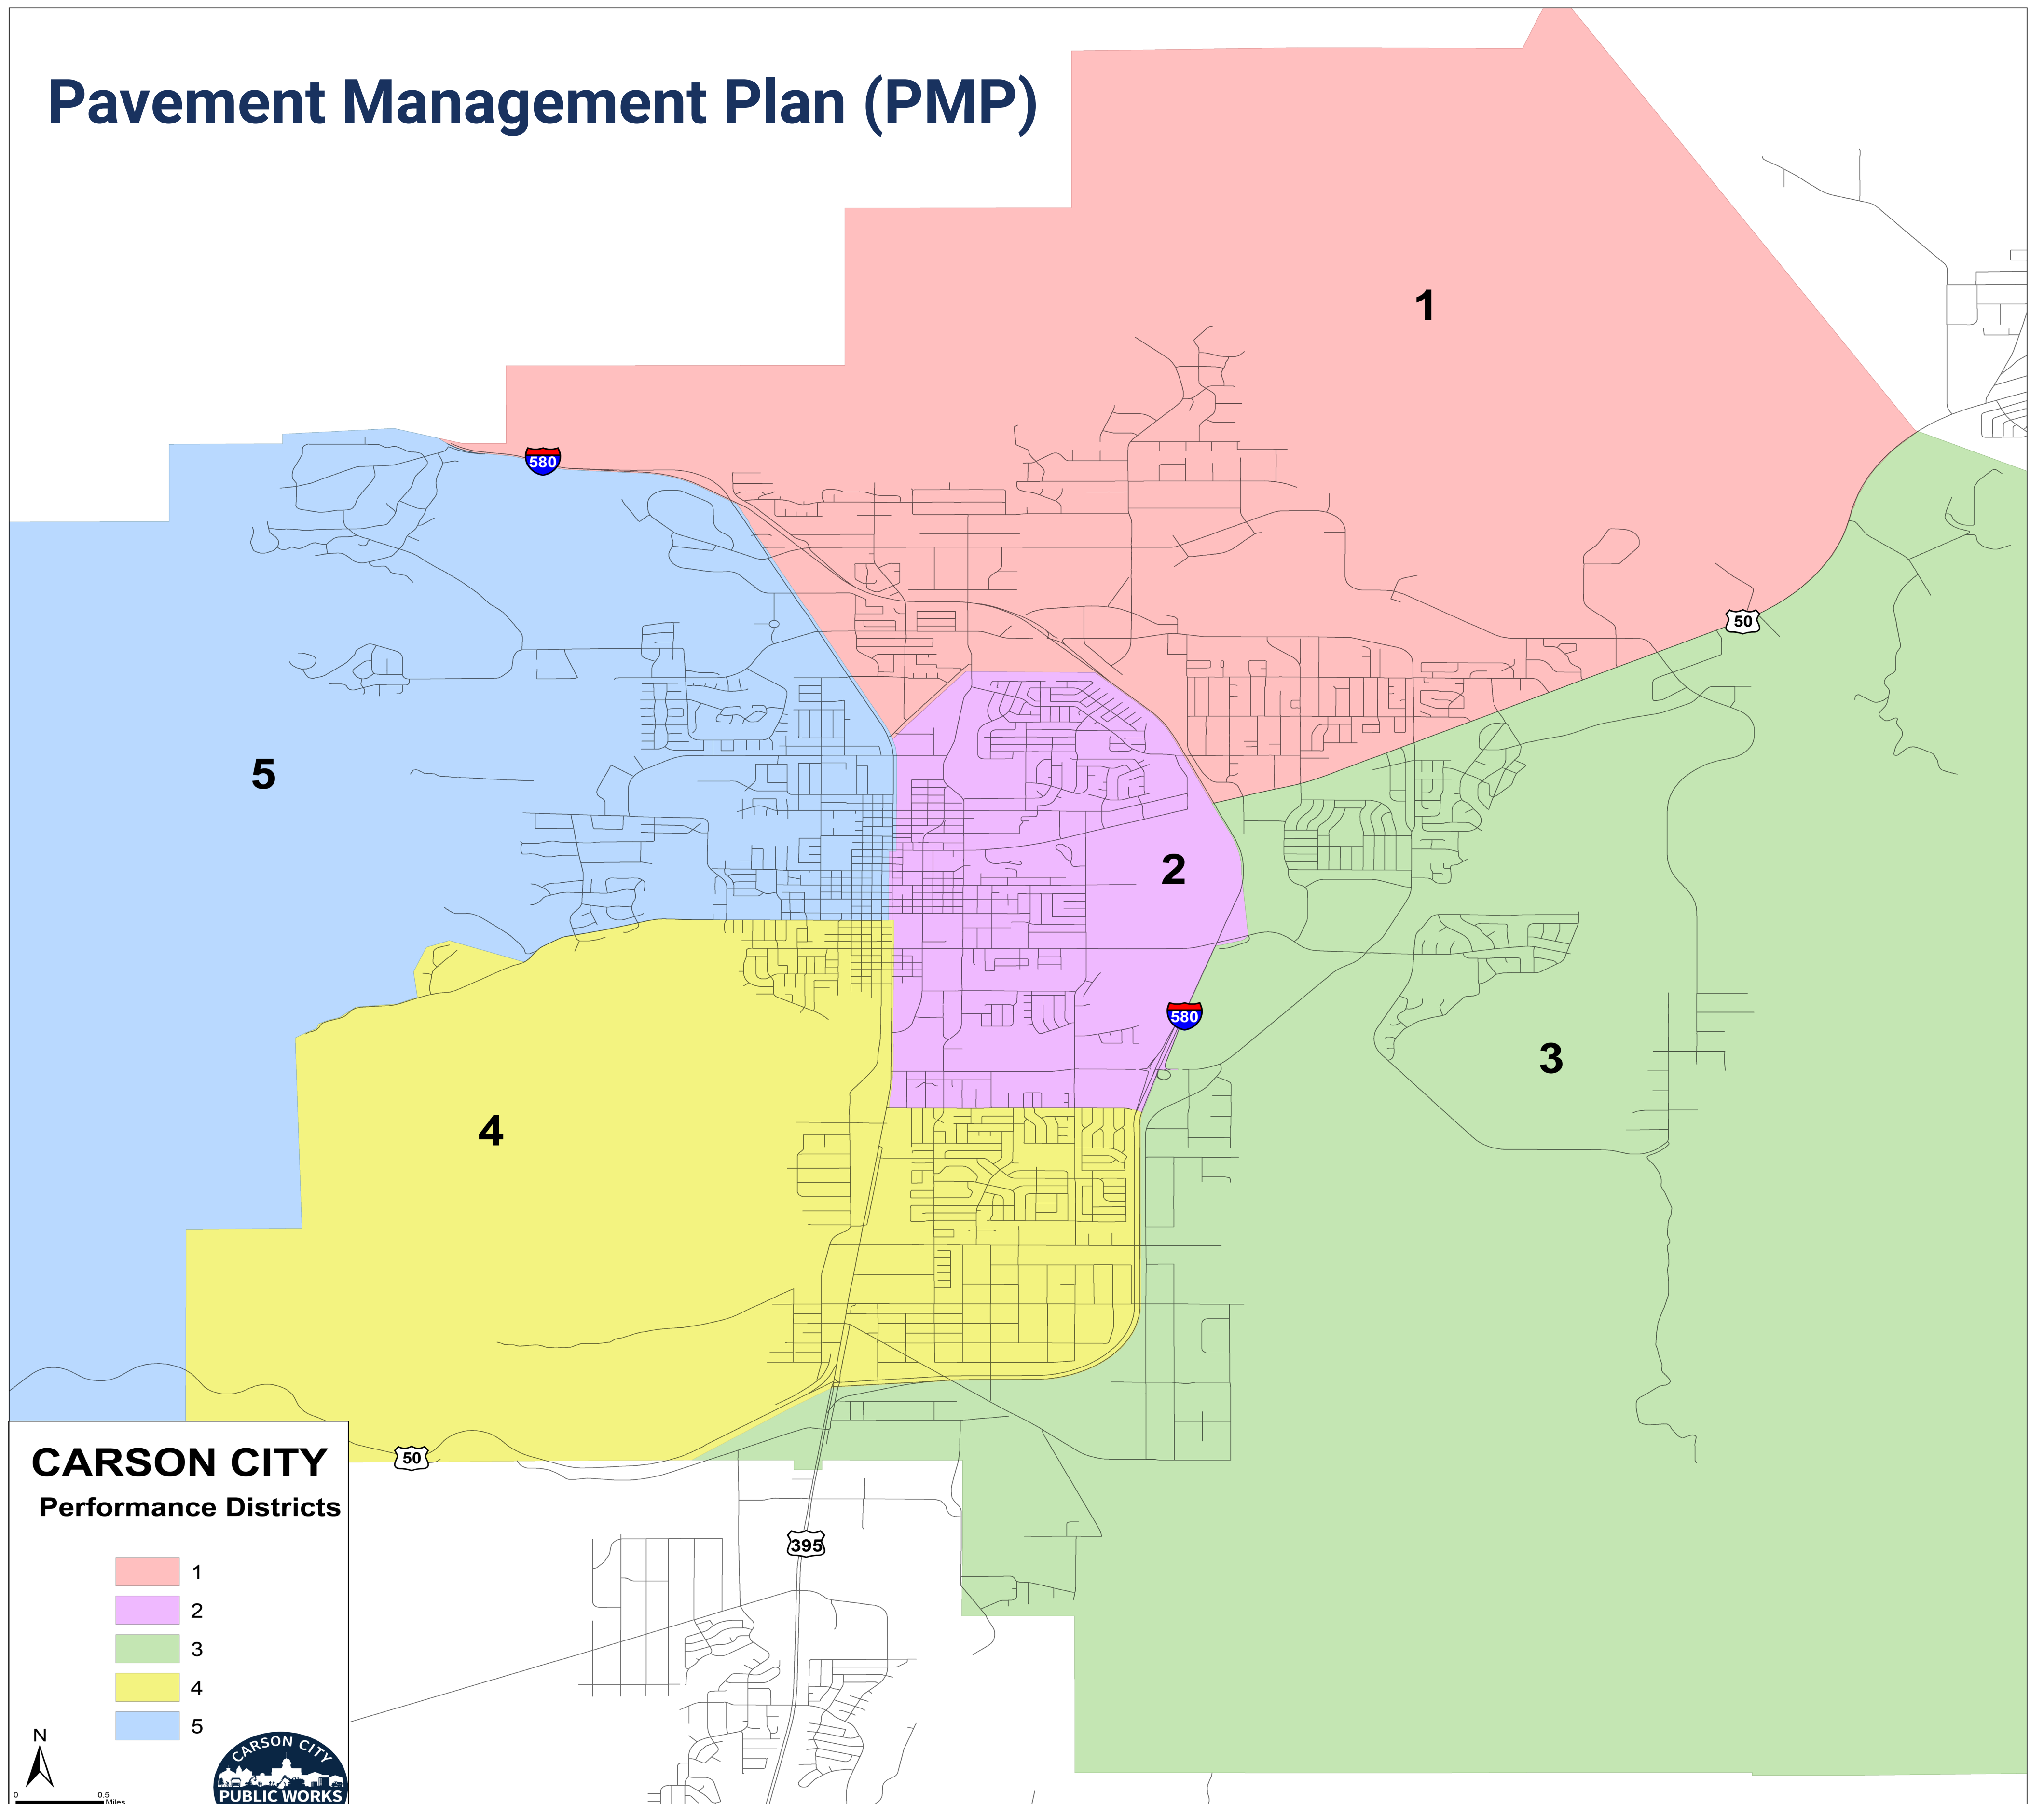 Pavement Management Plan (PMP)
1
580
50
5
2
580
3
4
50
395
CARSON CITY
Performance Districts
1
2
3
4
5
N
CARSON CITY
PUBLIC WORKS
0 0.5
Miles